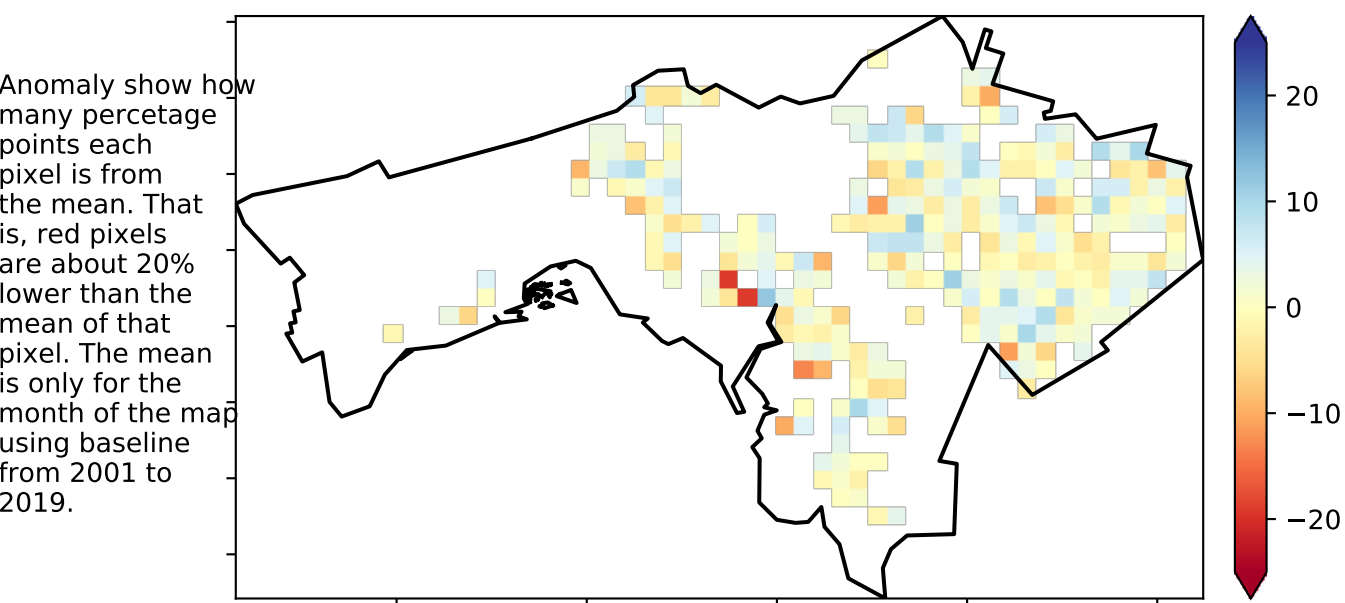 Anomaly show how
many percetage
points each
pixel is from
the mean. That
is, red pixels
are about 20%
lower than the
mean of that
pixel. The mean
is only for the
month of the map
using baseline
from 2001 to
2019.
20
10
0
−10
−20